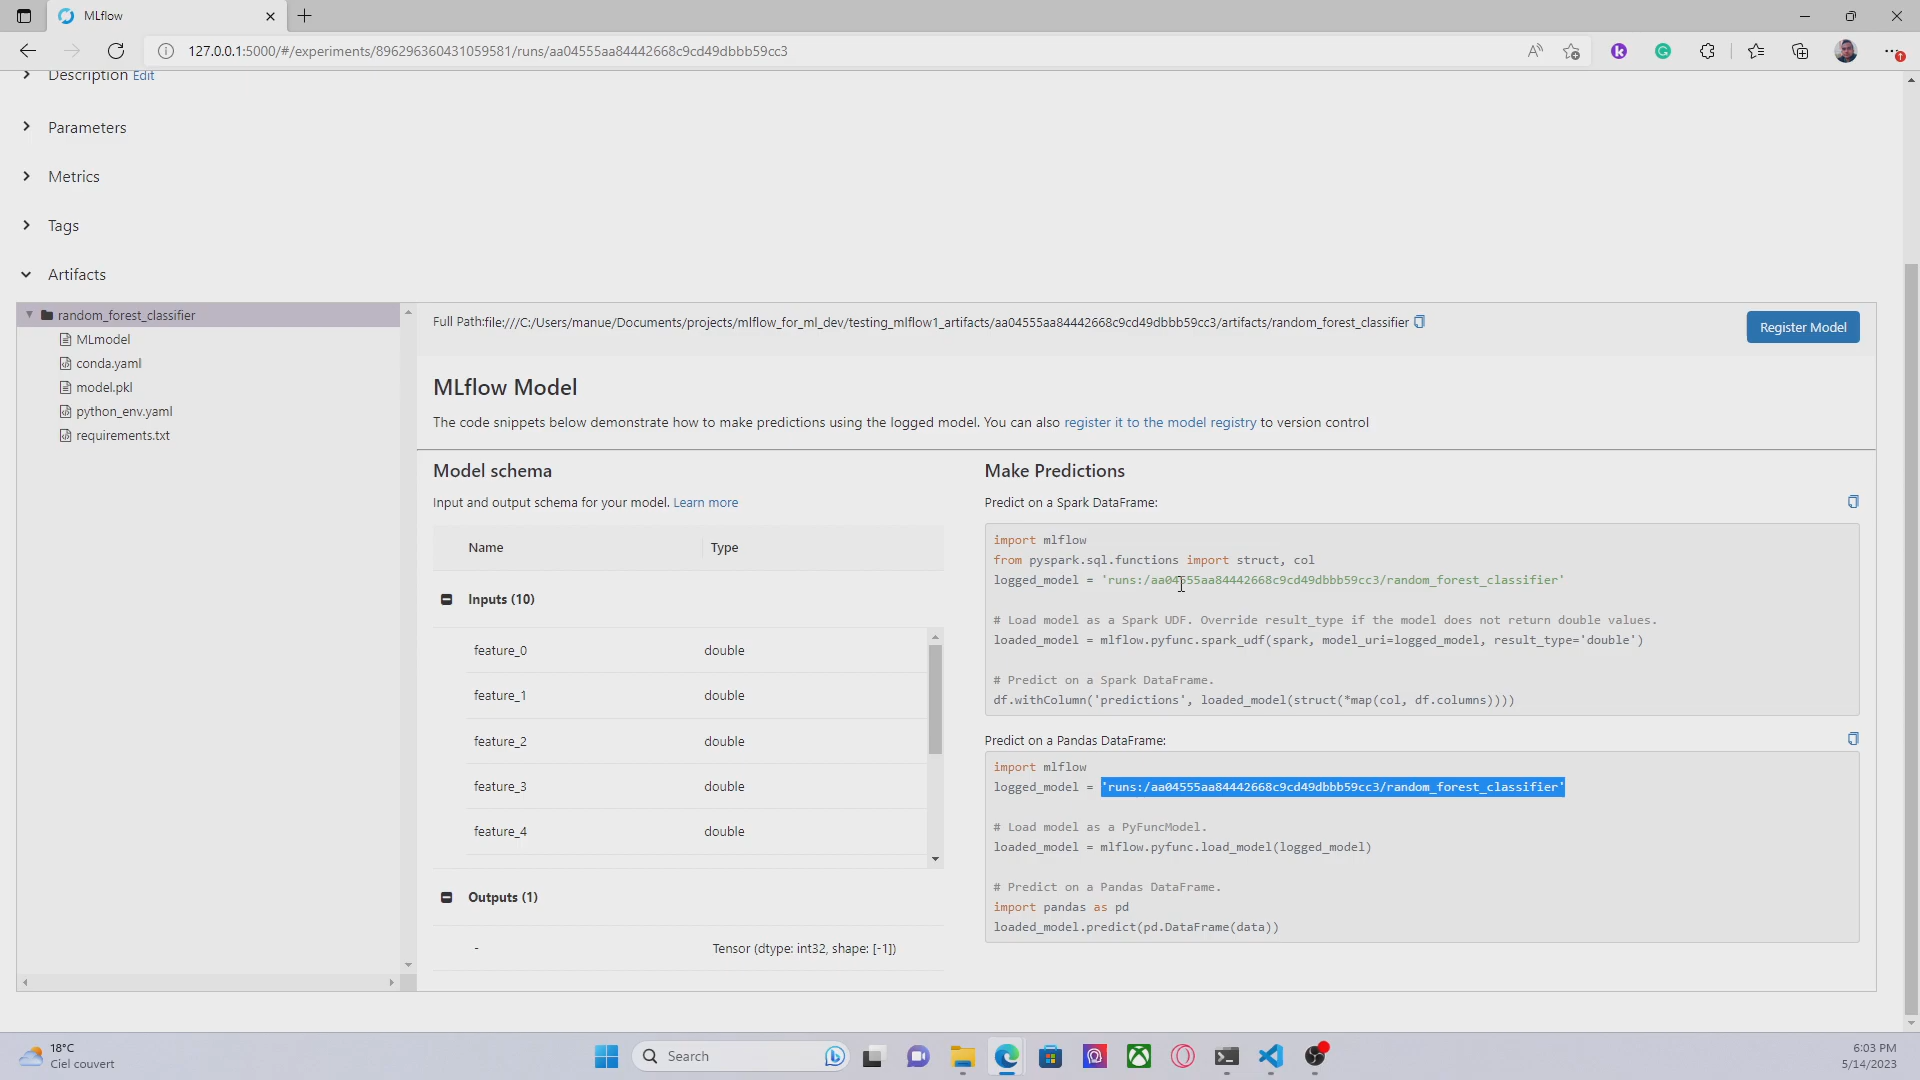 MLflow
127.0.0.1:5000/#/experiments/896296360431059581/runs/aa04555aa84442668c9cd49dbbb59cc3
Description Edit
Parameters
Metrics
Tags
Artifacts
random_forest_classifier
MLmodel
conda.yaml
model.pkl
python_env.yaml
requirements.txt
Full Path:file:///C:/Users/manue/Documents/projects/mlflow_for_ml_dev/testing_mlflow1_artifacts/aa04555aa84442668c9cd49dbbb59cc3/artifacts/random_forest_classifier
Register Model
MLflow Model
The code snippets below demonstrate how to make predictions using the logged model. You can also register it to the model registry to version control
Model schema
Input and output schema for your model. Learn more
Name Type
Inputs (10)
feature_0 double
feature_1 double
feature_2 double
feature_3 double
feature_4 double
Outputs (1)
- Tensor (dtype: int32, shape: [-1])
Make Predictions
Predict on a Spark DataFrame:
import mlflow
from pyspark.sql.functions import struct, col
logged_model = 'runs:/aa04555aa84442668c9cd49dbbb59cc3/random_forest_classifier'
# Load model as a Spark UDF. Override result_type if the model does not return double values.
loaded_model = mlflow.pyfunc.spark_udf(spark, model_uri=logged_model, result_type='double')
# Predict on a Spark DataFrame.
df.withColumn('predictions', loaded_model(struct(*map(col, df.columns))))
Predict on a Pandas DataFrame:
import mlflow
logged_model = 'runs:/aa04555aa84442668c9cd49dbbb59cc3/random_forest_classifier'
# Load model as a PyFuncModel.
loaded_model = mlflow.pyfunc.load_model(logged_model)
# Predict on a Pandas DataFrame.
import pandas as pd
loaded_model.predict(pd.DataFrame(data))
18°C
Ciel couvert
Search
6:03 PM
5/14/2023